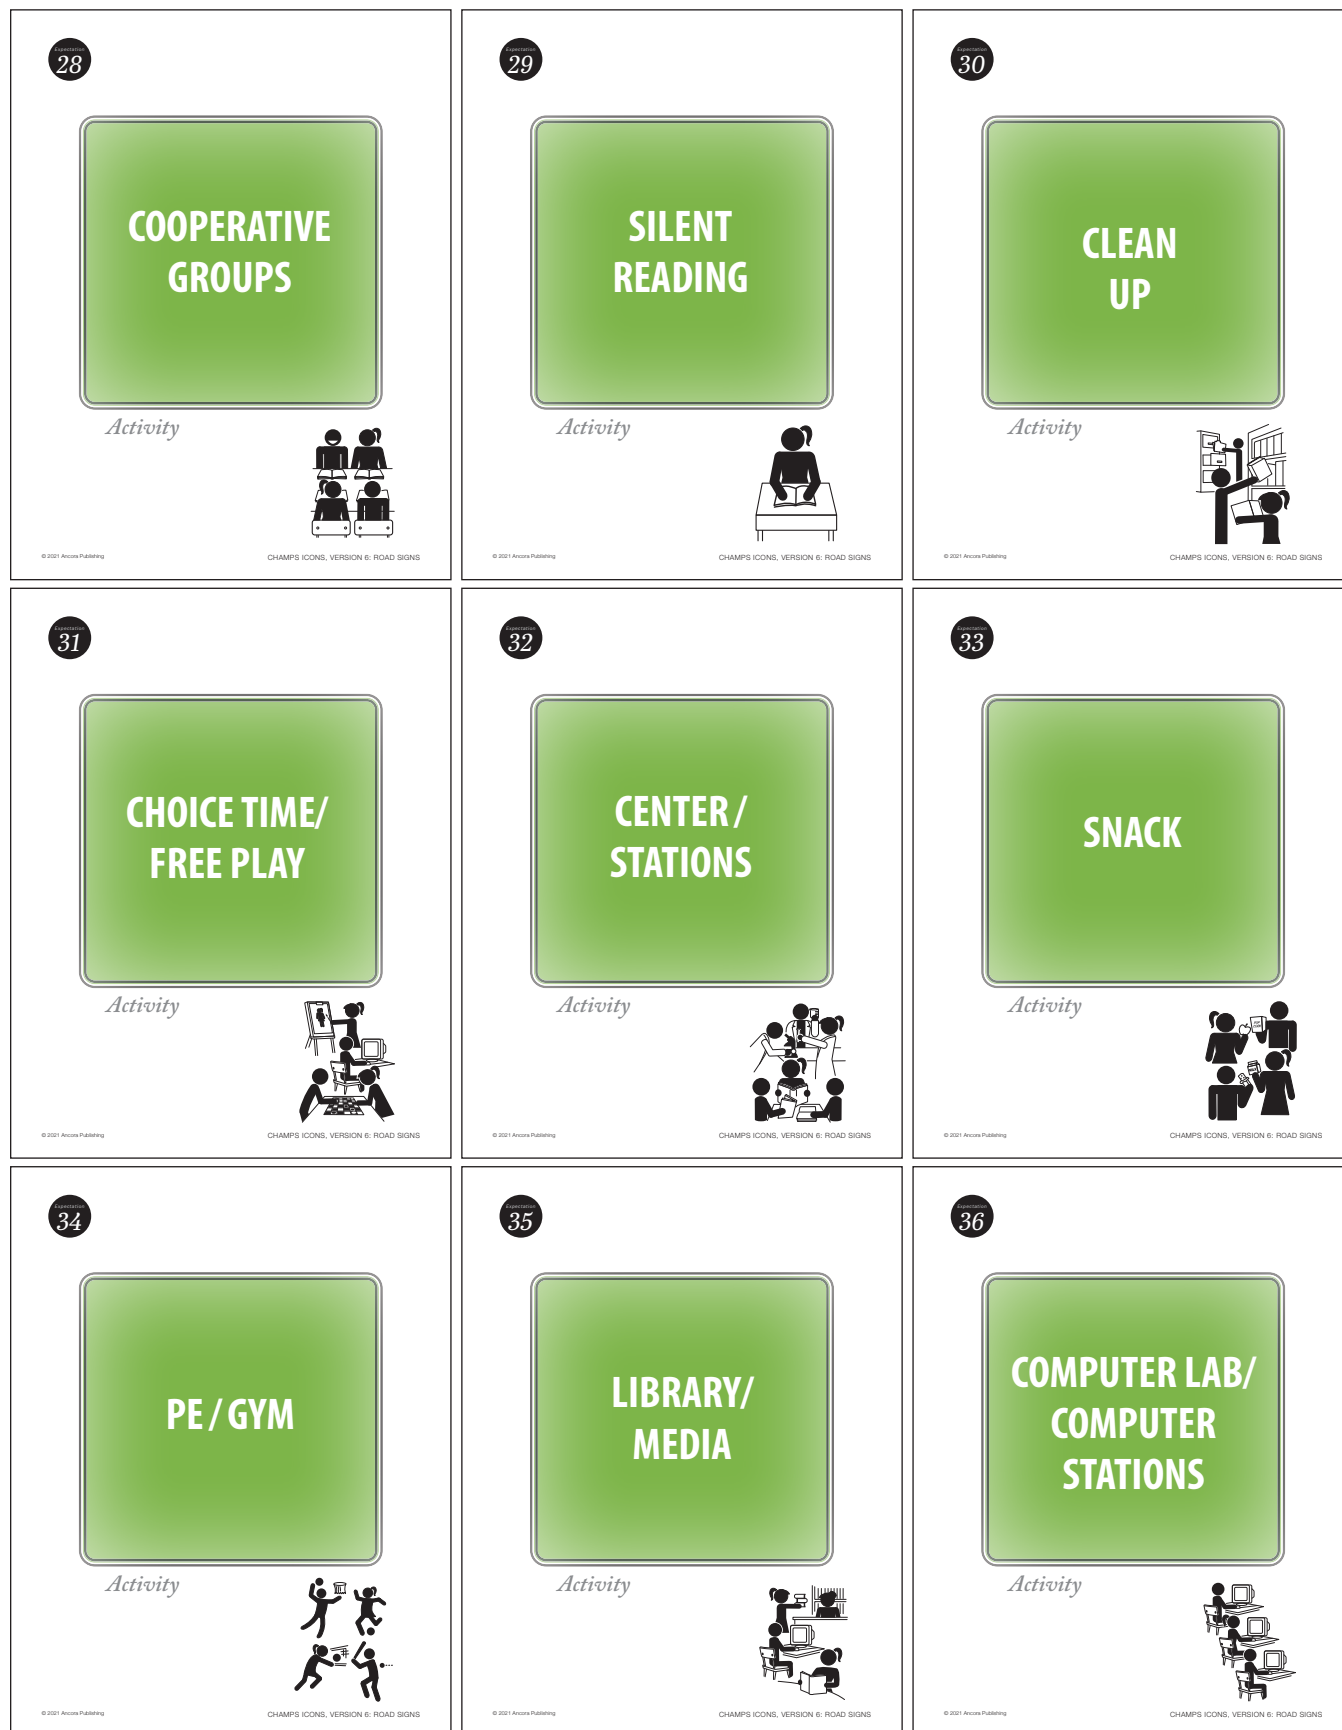 Expectation
28
COOPERATIVE
GROUPS
Activity
© 2021 Ancora Publishing
CHAMPS ICONS, VERSION 6: ROAD SIGNS
Expectation
29
SILENT
READING
Activity
© 2021 Ancora Publishing
CHAMPS ICONS, VERSION 6: ROAD SIGNS
Expectation
30
CLEAN
UP
Activity
© 2021 Ancora Publishing
CHAMPS ICONS, VERSION 6: ROAD SIGNS
Expectation
31
CHOICE TIME/
FREE PLAY
Activity
© 2021 Ancora Publishing
CHAMPS ICONS, VERSION 6: ROAD SIGNS
Expectation
32
CENTER /
STATIONS
Activity
© 2021 Ancora Publishing
CHAMPS ICONS, VERSION 6: ROAD SIGNS
Expectation
33
SNACK
Activity
© 2021 Ancora Publishing
CHAMPS ICONS, VERSION 6: ROAD SIGNS
Expectation
34
PE / GYM
Activity
© 2021 Ancora Publishing
CHAMPS ICONS, VERSION 6: ROAD SIGNS
Expectation
35
LIBRARY/
MEDIA
Activity
© 2021 Ancora Publishing
CHAMPS ICONS, VERSION 6: ROAD SIGNS
Expectation
36
COMPUTER LAB/
COMPUTER
STATIONS
Activity
© 2021 Ancora Publishing
CHAMPS ICONS, VERSION 6: ROAD SIGNS